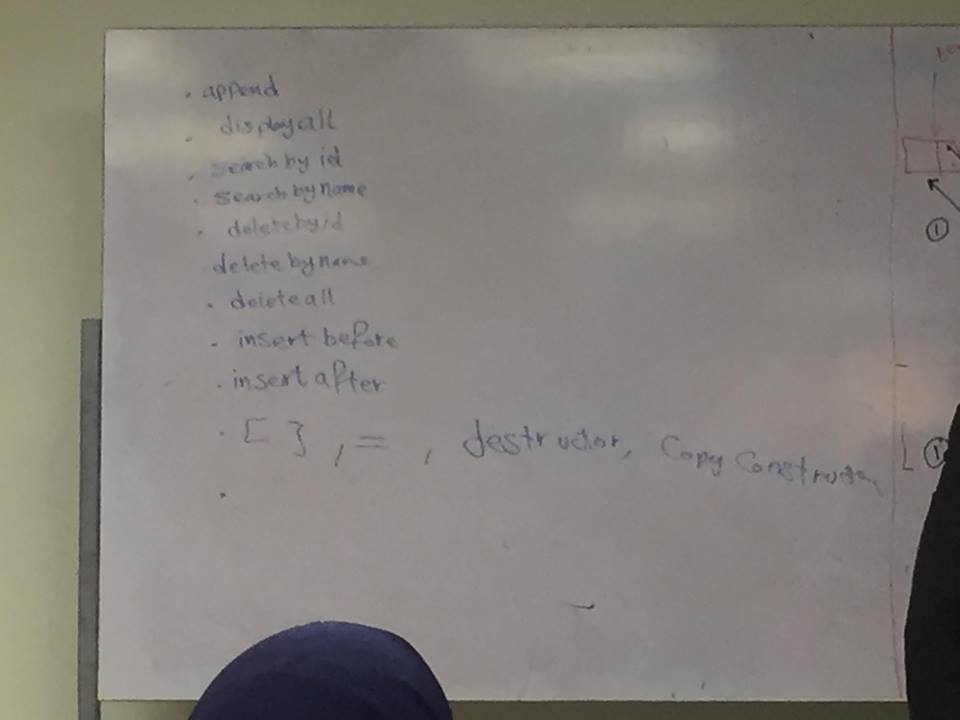 . append
. displayall
. search by id
. search by Name
. delete by id
delete by name
. delete all
. insert before
. insert after
. [ ] , = , destructor, Copy Constructor
.
①
①